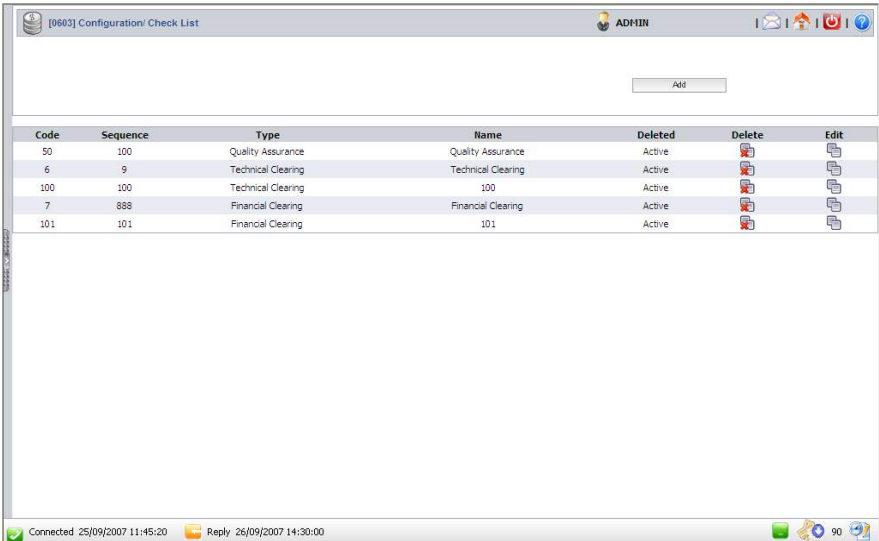 [0603] Configuration/ Check List ADMIN | | | | ?
Add
Code Sequence Type Name Deleted Delete Edit
50 100 Quality Assurance Quality Assurance Active
6 9 Technical Clearing Technical Clearing Active
100 100 Technical Clearing 100 Active
7 888 Financial Clearing Financial Clearing Active
101 101 Financial Clearing 101 Active
Connected 25/09/2007 11:45:20 Reply 26/09/2007 14:30:00 90